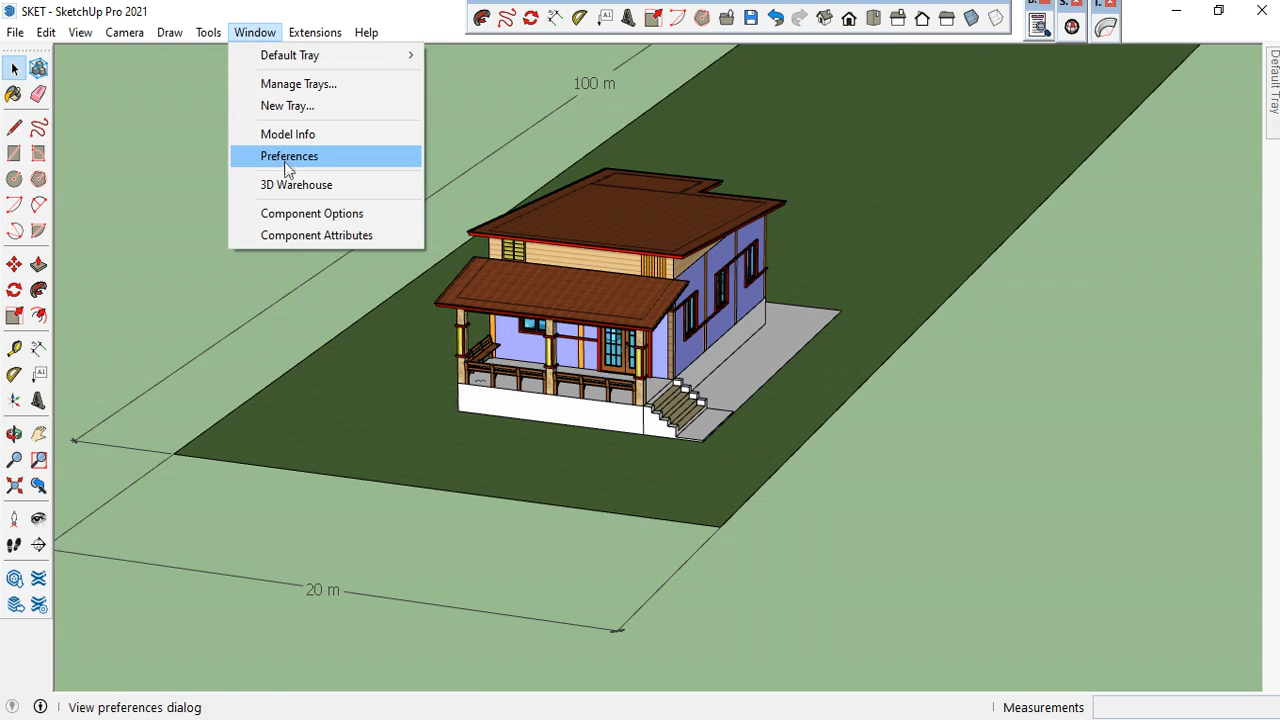 SKET - SketchUp Pro 2021
File Edit View Camera Draw Tools Window Extensions Help
Default Tray
Manage Trays...
New Tray...
Model Info
Preferences
3D Warehouse
Component Options
Component Attributes
100 m
20 m
Default Tray
View preferences dialog
Measurements